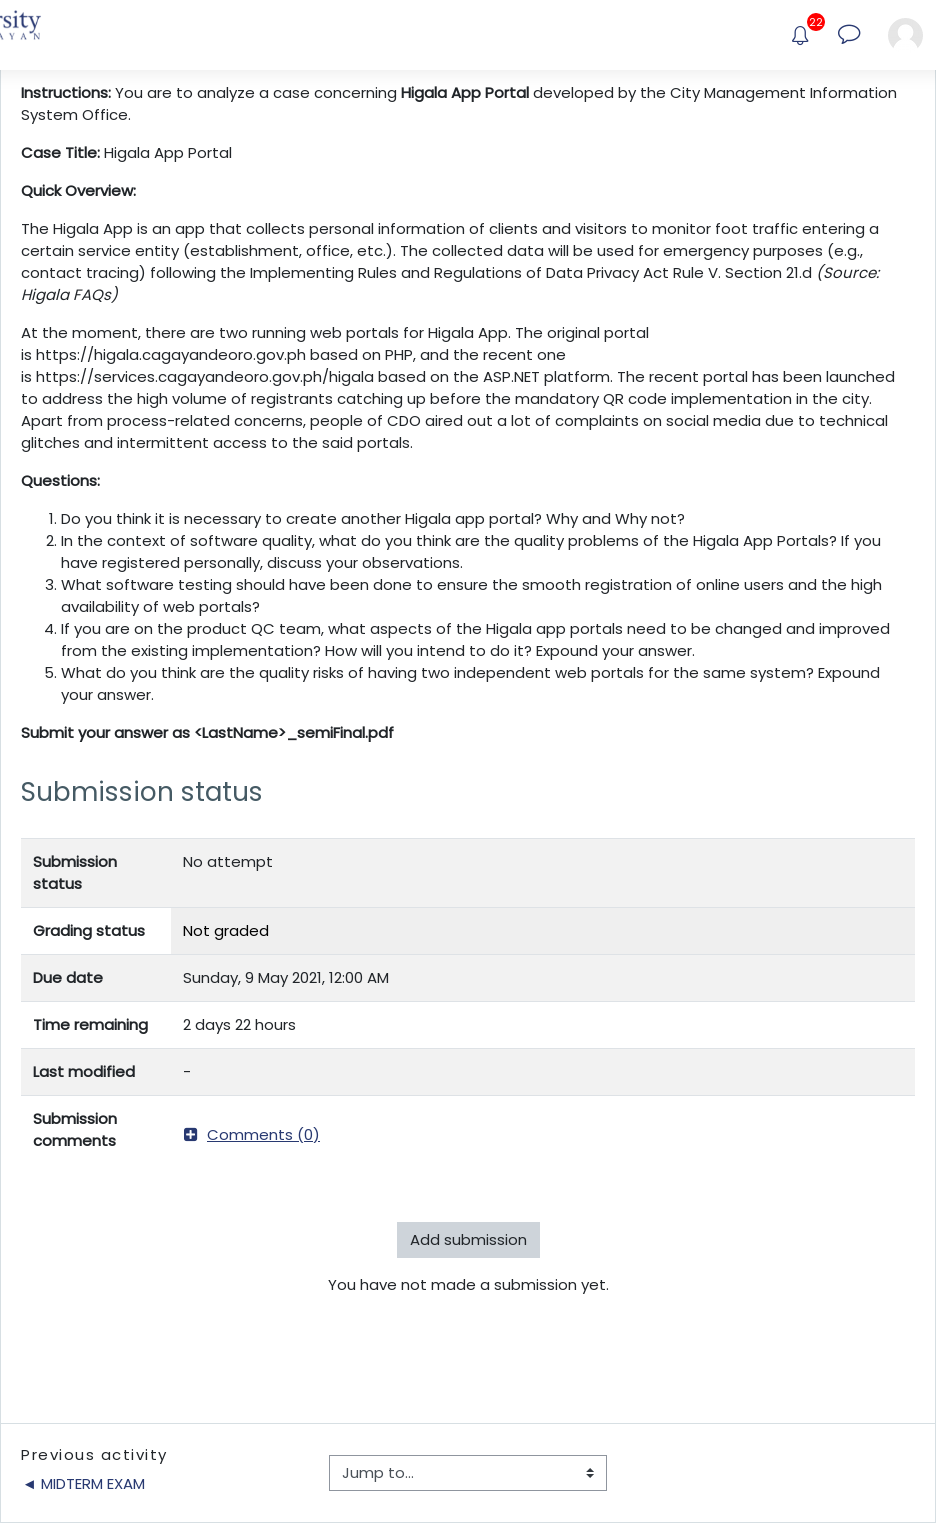 rsity
AYAN
22
Instructions: You are to analyze a case concerning Higala App Portal developed by the City Management Information
System Office.
Case Title: Higala App Portal
Quick Overview:
The Higala App is an app that collects personal information of clients and visitors to monitor foot traffic entering a
certain service entity (establishment, office, etc.). The collected data will be used for emergency purposes (e.g.,
contact tracing) following the Implementing Rules and Regulations of Data Privacy Act Rule V. Section 21.d (Source:
Higala FAQs)
At the moment, there are two running web portals for Higala App. The original portal
is https://higala.cagayandeoro.gov.ph based on PHP, and the recent one
is https://services.cagayandeoro.gov.ph/higala based on the ASP.NET platform. The recent portal has been launched
to address the high volume of registrants catching up before the mandatory QR code implementation in the city.
Apart from process-related concerns, people of CDO aired out a lot of complaints on social media due to technical
glitches and intermittent access to the said portals.
Questions:
1. Do you think it is necessary to create another Higala app portal? Why and Why not?
2. In the context of software quality, what do you think are the quality problems of the Higala App Portals? If you
have registered personally, discuss your observations.
3. What software testing should have been done to ensure the smooth registration of online users and the high
availability of web portals?
4. If you are on the product QC team, what aspects of the Higala app portals need to be changed and improved
from the existing implementation? How will you intend to do it? Expound your answer.
5. What do you think are the quality risks of having two independent web portals for the same system? Expound
your answer.
Submit your answer as <LastName>_semiFinal.pdf
Submission status
Submission
status
No attempt
Grading status
Not graded
Due date
Sunday, 9 May 2021, 12:00 AM
Time remaining
2 days 22 hours
Last modified
-
Submission
comments
Comments (0)
Add submission
You have not made a submission yet.
Previous activity
◄ MIDTERM EXAM
Jump to...